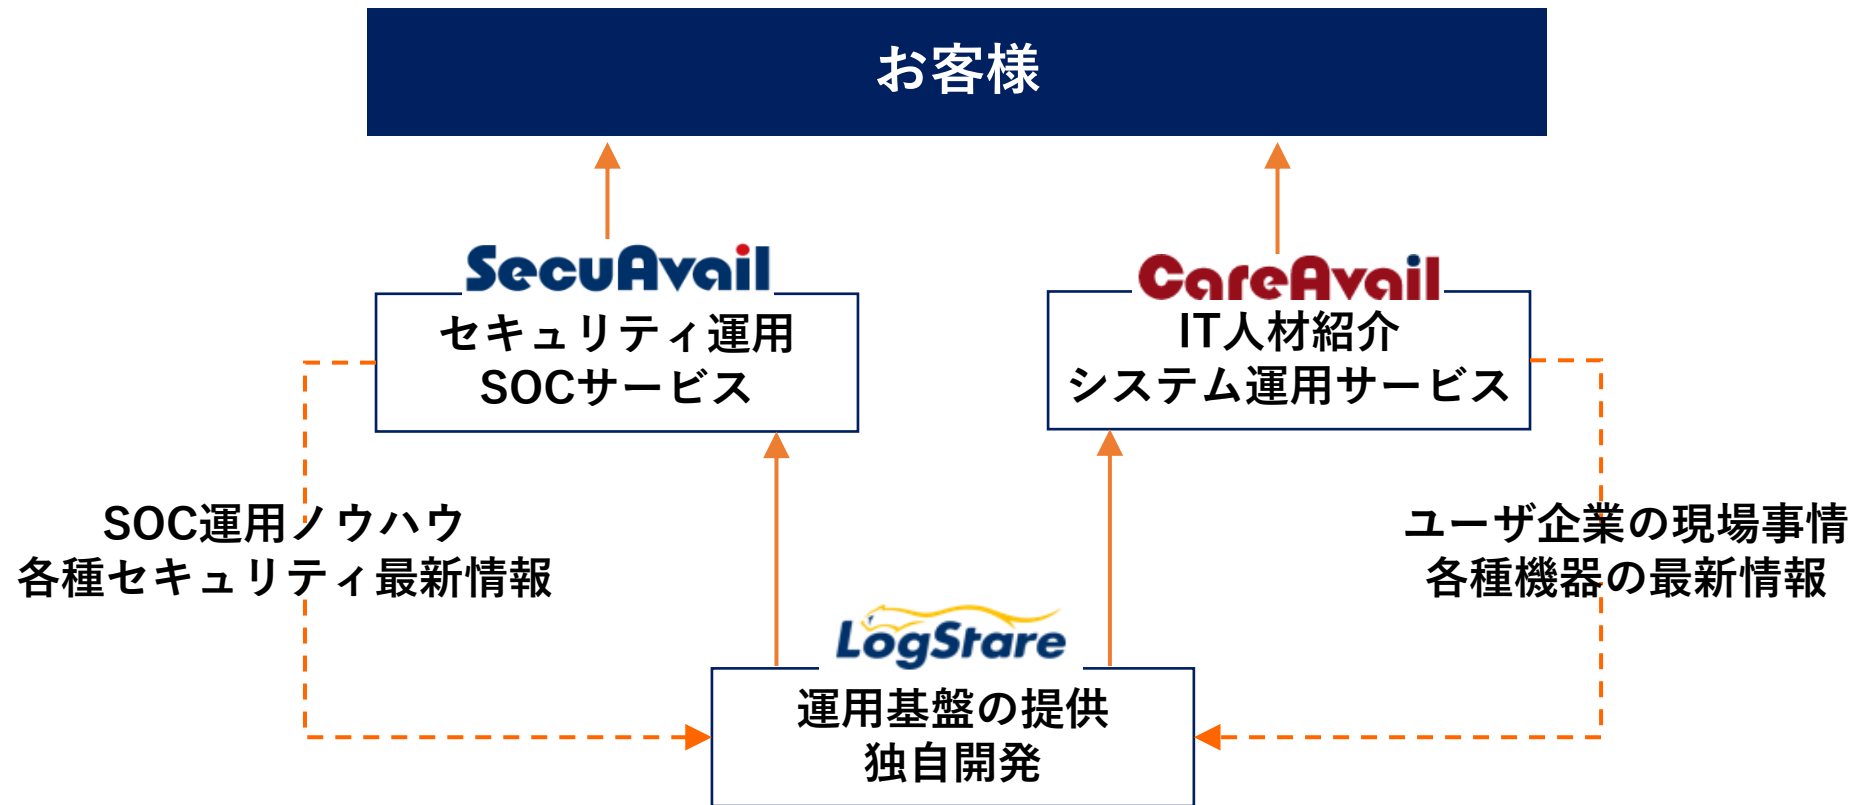 お客様
SecuAvail
セキュリティ運用
SOCサービス
CareAvail
IT人材紹介
システム運用サービス
SOC運用ノウハウ
各種セキュリティ最新情報
ユーザ企業の現場事情
各種機器の最新情報
LogStare
運用基盤の提供
独自開発